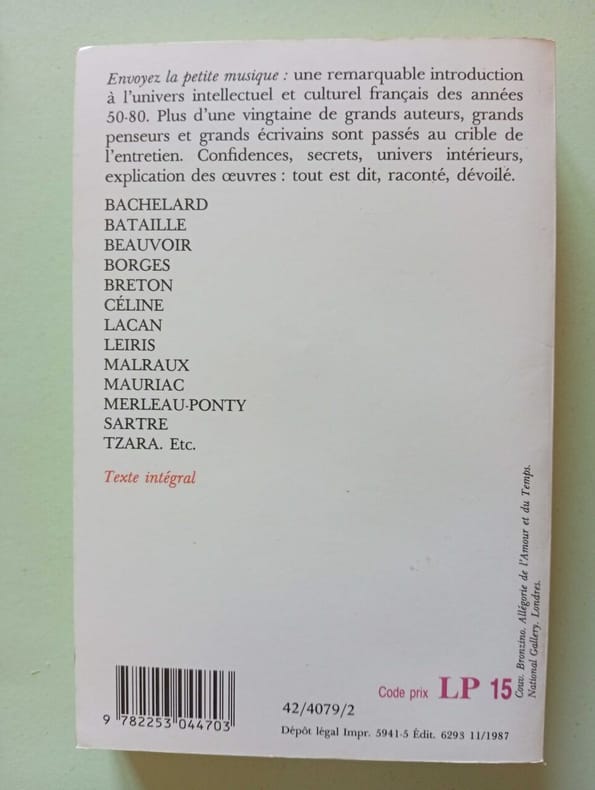 Envoyez la petite musique : une remarquable introduction
à l'univers intellectuel et culturel français des années
50-80. Plus d'une vingtaine de grands auteurs, grands
penseurs et grands écrivains sont passés au crible de
l'entretien. Confidences, secrets, univers intérieurs,
explication des œuvres : tout est dit, raconté, dévoilé.
BACHELARD
BATAILLE
BEAUVOIR
BORGES
BRETON
CÉLINE
LACAN
LEIRIS
MALRAUX
MAURIAC
MERLEAU-PONTY
SARTRE
TZARA. Etc.
Texte intégral
Couv. Bronzino. Allégorie de l'Amour et du Temps.
National Gallery. Londres.
9 782253 044703
42/4079/2
Code prix LP 15
Dépôt légal Impr. 5941-5 Édit. 6293 11/1987